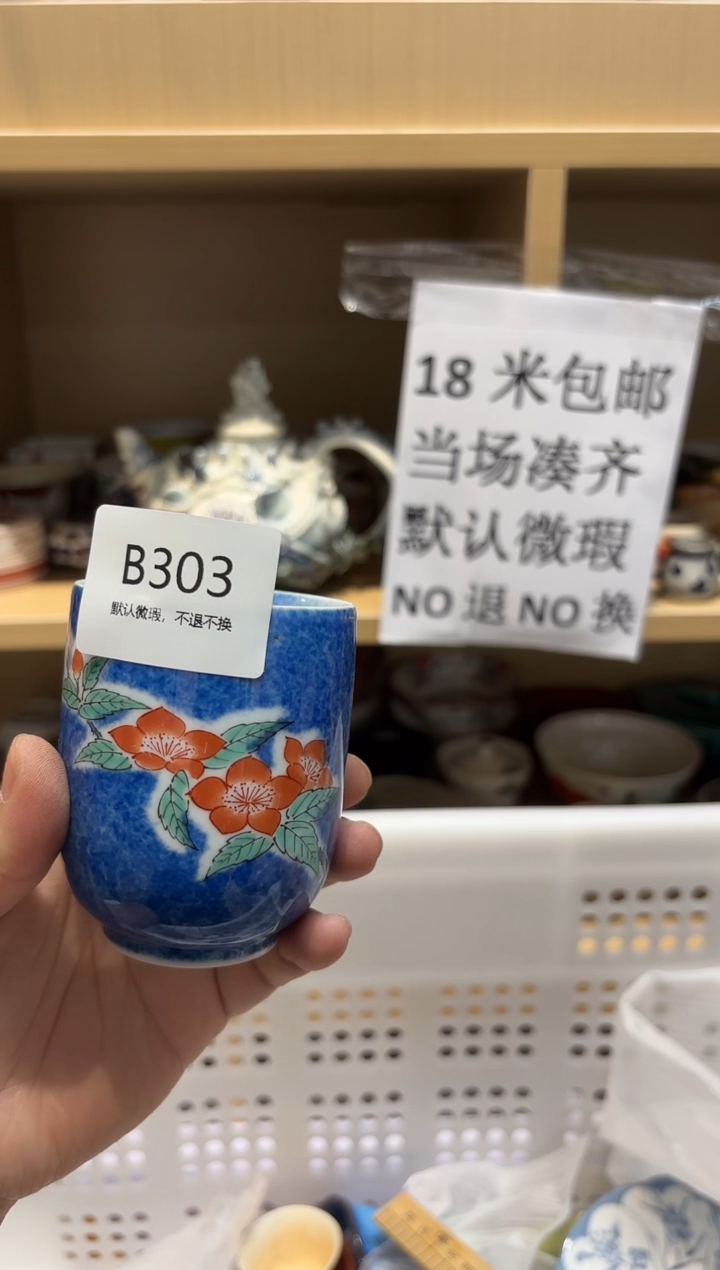 18 米包邮
当场凑齐
默认微瑕
NO 退 NO 换
B303
默认微瑕，不退不换